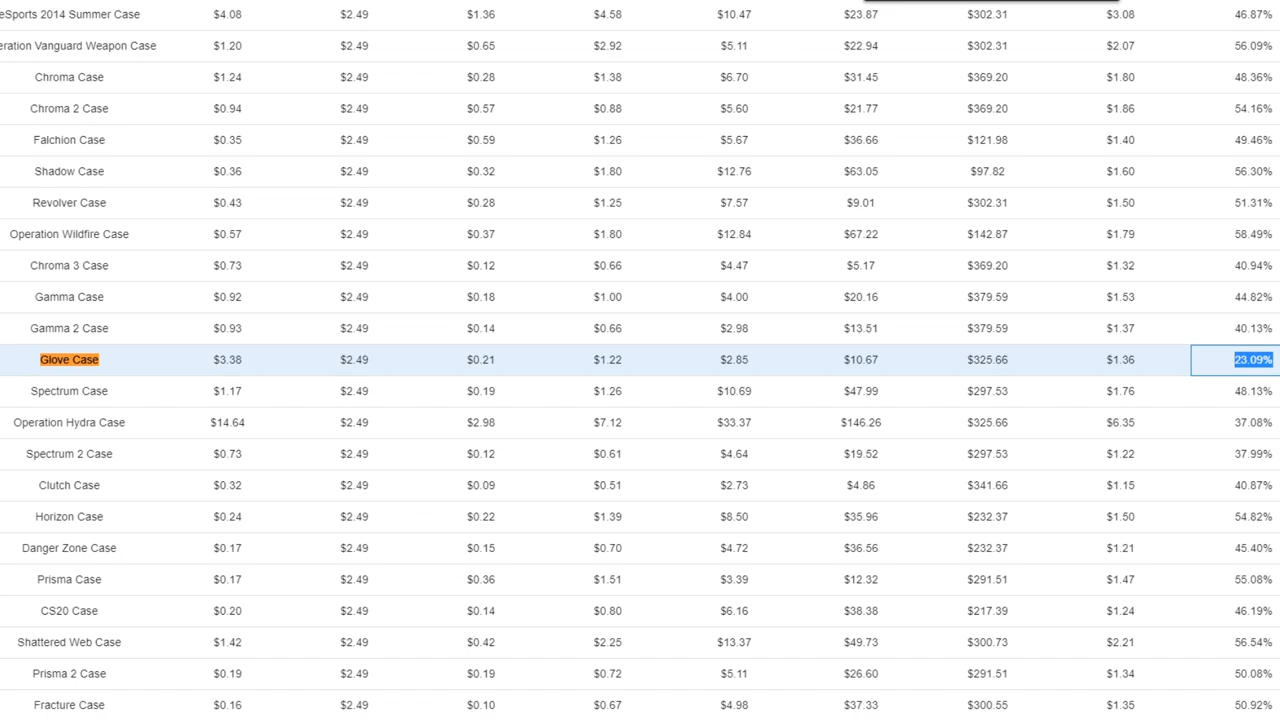 eSports 2014 Summer Case $4.08 $2.49 $1.36 $4.58 $10.47 $23.87 $302.31 $3.08 46.87%
eration Vanguard Weapon Case $1.20 $2.49 $0.65 $2.92 $5.11 $22.94 $302.31 $2.07 56.09%
Chroma Case $1.24 $2.49 $0.28 $1.38 $6.70 $31.45 $369.20 $1.80 48.36%
Chroma 2 Case $0.94 $2.49 $0.57 $0.88 $5.60 $21.77 $369.20 $1.86 54.16%
Falchion Case $0.35 $2.49 $0.59 $1.26 $5.67 $36.66 $121.98 $1.40 49.46%
Shadow Case $0.36 $2.49 $0.32 $1.80 $12.76 $63.05 $97.82 $1.60 56.30%
Revolver Case $0.43 $2.49 $0.28 $1.25 $7.57 $9.01 $302.31 $1.50 51.31%
Operation Wildfire Case $0.57 $2.49 $0.37 $1.80 $12.84 $67.22 $142.87 $1.79 58.49%
Chroma 3 Case $0.73 $2.49 $0.12 $0.66 $4.47 $5.17 $369.20 $1.32 40.94%
Gamma Case $0.92 $2.49 $0.18 $1.00 $4.00 $20.16 $379.59 $1.53 44.82%
Gamma 2 Case $0.93 $2.49 $0.14 $0.66 $2.98 $13.51 $379.59 $1.37 40.13%
Glove Case $3.38 $2.49 $0.21 $1.22 $2.85 $10.67 $325.66 $1.36 23.09%
Spectrum Case $1.17 $2.49 $0.19 $1.26 $10.69 $47.99 $297.53 $1.76 48.13%
Operation Hydra Case $14.64 $2.49 $2.98 $7.12 $33.37 $146.26 $325.66 $6.35 37.08%
Spectrum 2 Case $0.73 $2.49 $0.12 $0.61 $4.64 $19.52 $297.53 $1.22 37.99%
Clutch Case $0.32 $2.49 $0.09 $0.51 $2.73 $4.86 $341.66 $1.15 40.87%
Horizon Case $0.24 $2.49 $0.22 $1.39 $8.50 $35.96 $232.37 $1.50 54.82%
Danger Zone Case $0.17 $2.49 $0.15 $0.70 $4.72 $36.56 $232.37 $1.21 45.40%
Prisma Case $0.17 $2.49 $0.36 $1.51 $3.39 $12.32 $291.51 $1.47 55.08%
CS20 Case $0.20 $2.49 $0.14 $0.80 $6.16 $38.38 $217.39 $1.24 46.19%
Shattered Web Case $1.42 $2.49 $0.42 $2.25 $13.37 $49.73 $300.73 $2.21 56.54%
Prisma 2 Case $0.19 $2.49 $0.19 $0.72 $5.11 $26.60 $291.51 $1.34 50.08%
Fracture Case $0.16 $2.49 $0.10 $0.67 $4.98 $37.33 $300.55 $1.35 50.92%